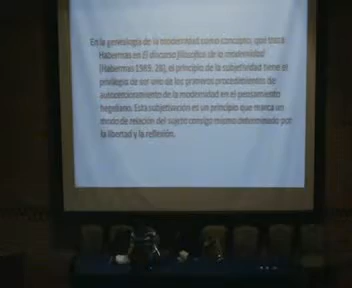 En la genealogía de la modernidad como concepto, que traza
Habermas en El discurso filosófico de la modernidad
(Habermas 1989: 28), el principio de la subjetividad tiene el
privilegio de ser uno de los primeros procedimientos de
autocercioramiento de la modernidad en el pensamiento
hegeliano. Esta subjetivación es un principio que marca un
modo de relación del sujeto consigo mismo determinado por
la libertad y la reflexión.